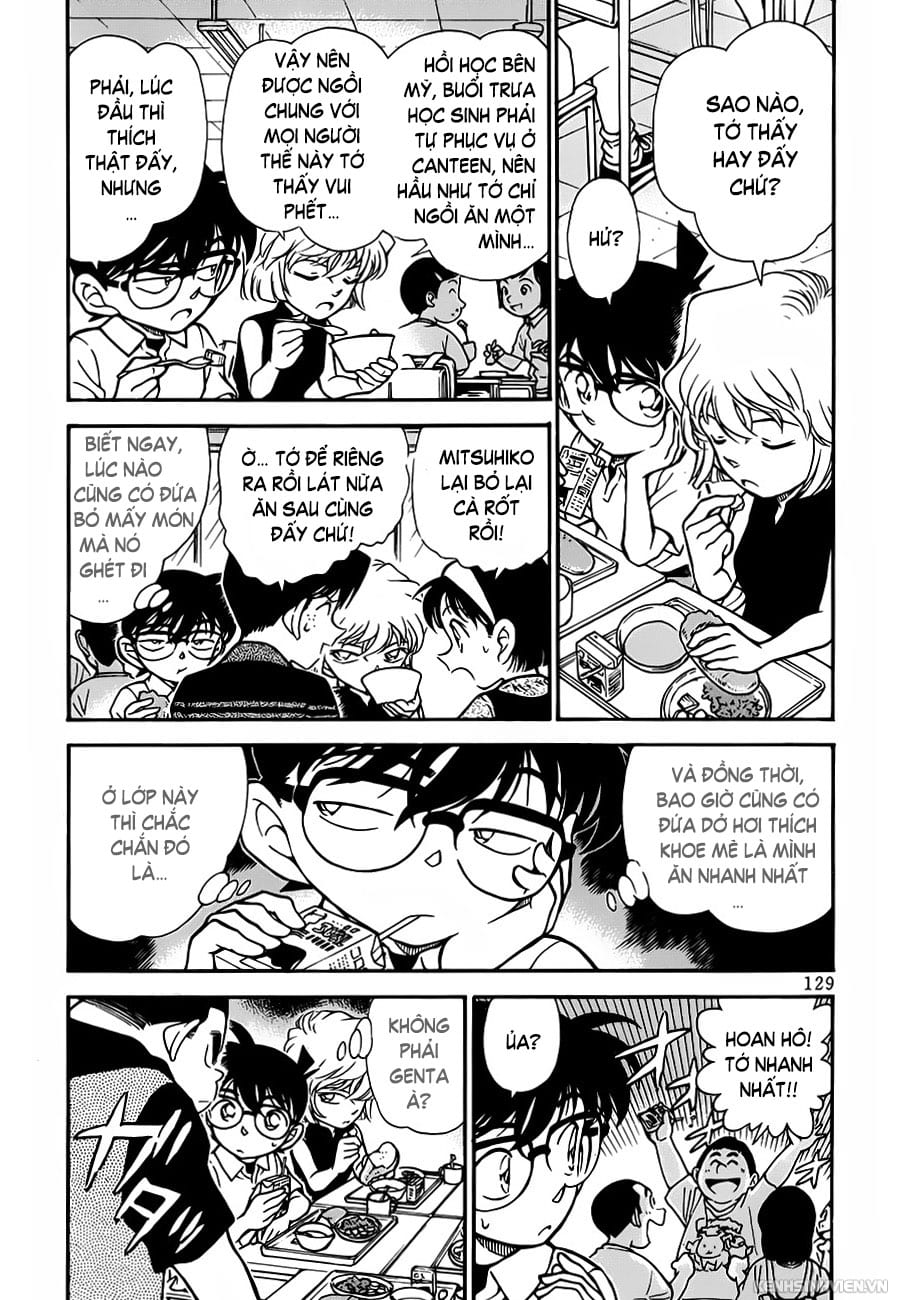 SAO NÀO,
TỚ THẤY
HAY ĐẤY
CHỨ?
HỨ?
HỒI HỌC BÊN
MỸ, BUỔI TRƯA
HỌC SINH PHẢI
TỰ PHỤC VỤ Ở
CANTEEN, NÊN
HẦU NHƯ TỚ CHỈ
NGỒI ĂN MỘT
MÌNH...
VẬY NÊN
ĐƯỢC NGỒI
CHUNG VỚI
MỌI NGƯỜI
THẾ NÀY TỚ
THẤY VUI
PHẾT...
PHẢI, LÚC
ĐẦU THÌ
THÍCH
THẬT ĐẤY,
NHƯNG
...
MITSUHIKO
LẠI BỎ LẠI
CÀ RỐT
RỒI!
Ờ... TỚ ĐỂ RIÊNG
RA RỒI LÁT NỮA
ĂN SAU CÙNG
ĐẤY CHỨ!
BIẾT NGAY,
LÚC NÀO
CŨNG CÓ ĐỨA
BỎ MẤY MÓN
MÀ NÓ
GHÉT ĐI
...
VÀ ĐỒNG THỜI,
BAO GIỜ CŨNG CÓ
ĐỨA DỞ HƠI THÍCH
KHOE MẼ LÀ MÌNH
ĂN NHANH NHẤT
...
Ở LỚP NÀY
THÌ CHẮC
CHẮN ĐÓ
LÀ...
129
HOAN HÔ!
TỚ NHANH
NHẤT!!
ỦA?
KHÔNG
PHẢI
GENTA
À?
ガタ
KENHSINHVIEN.VN